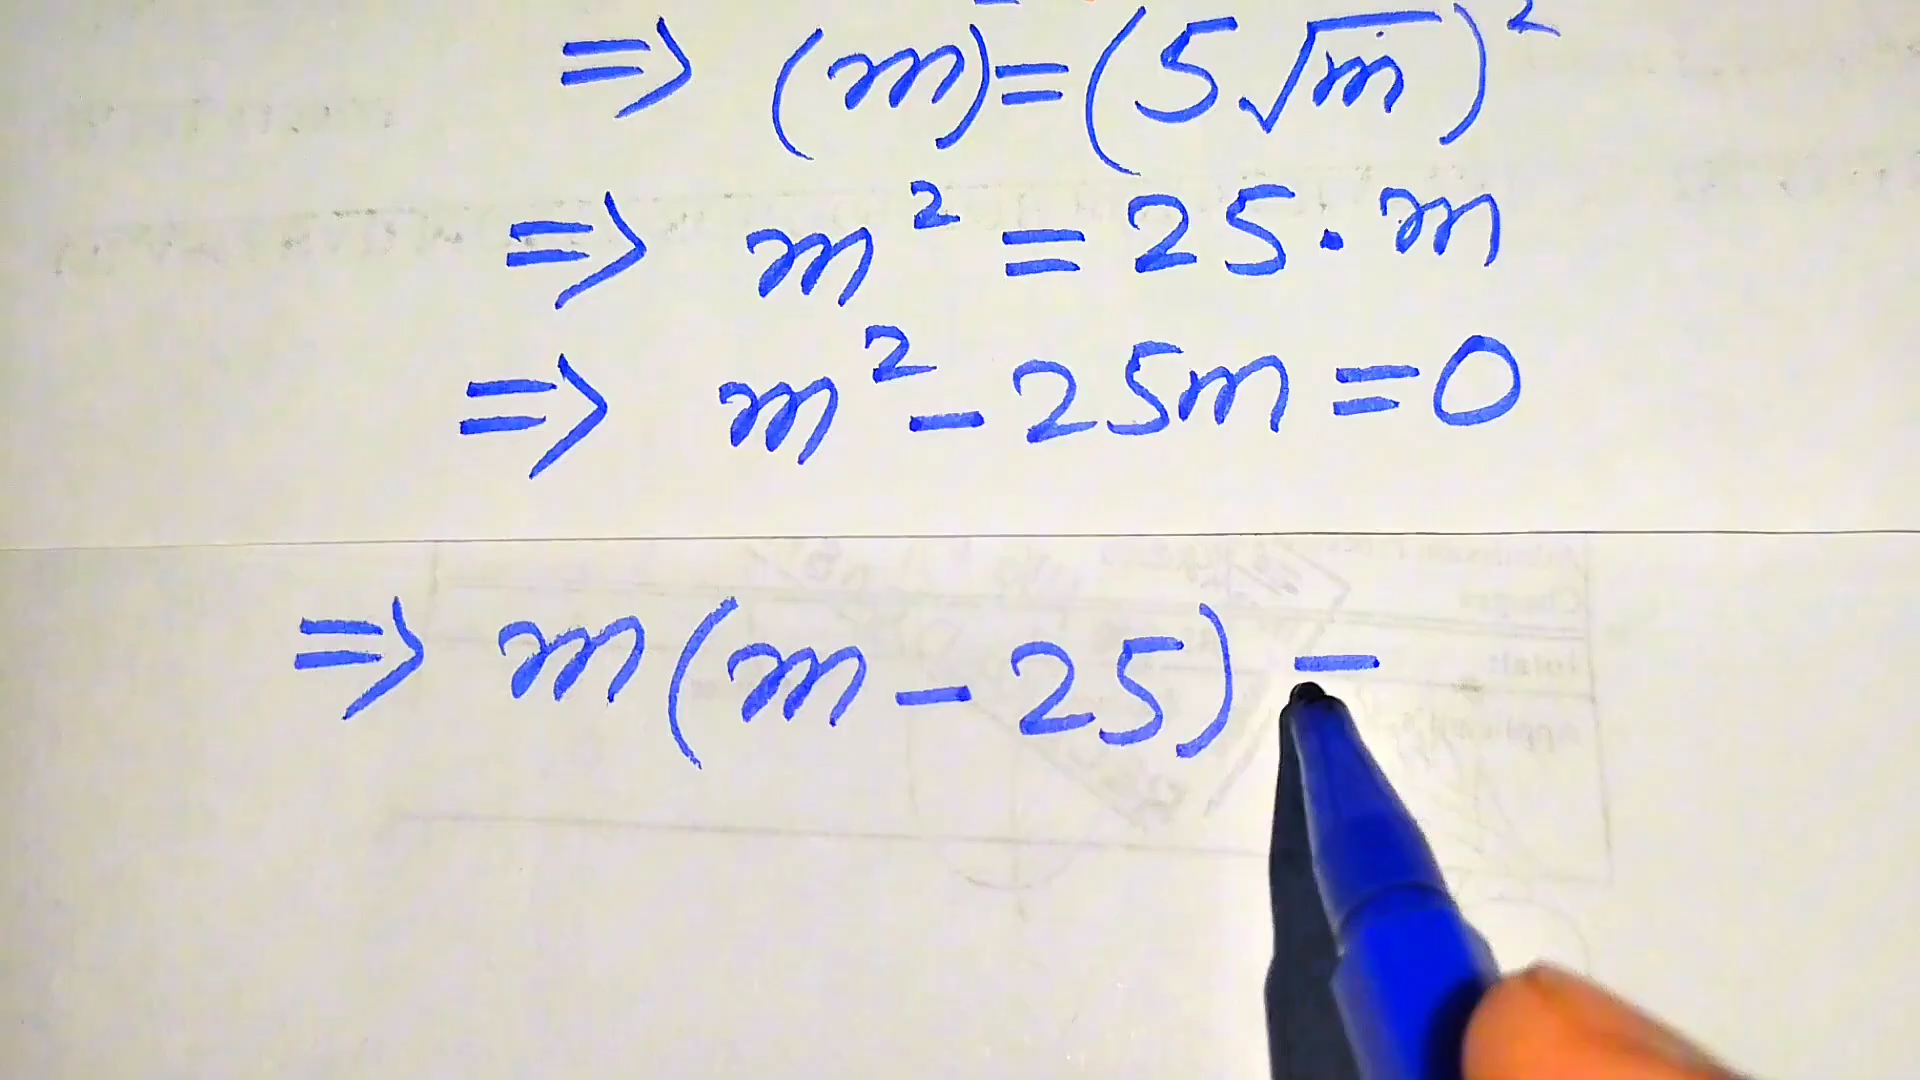 => (m) = (5√m)²
=> m² = 25·m
=> m² - 25m = 0
=> m(m - 25) -